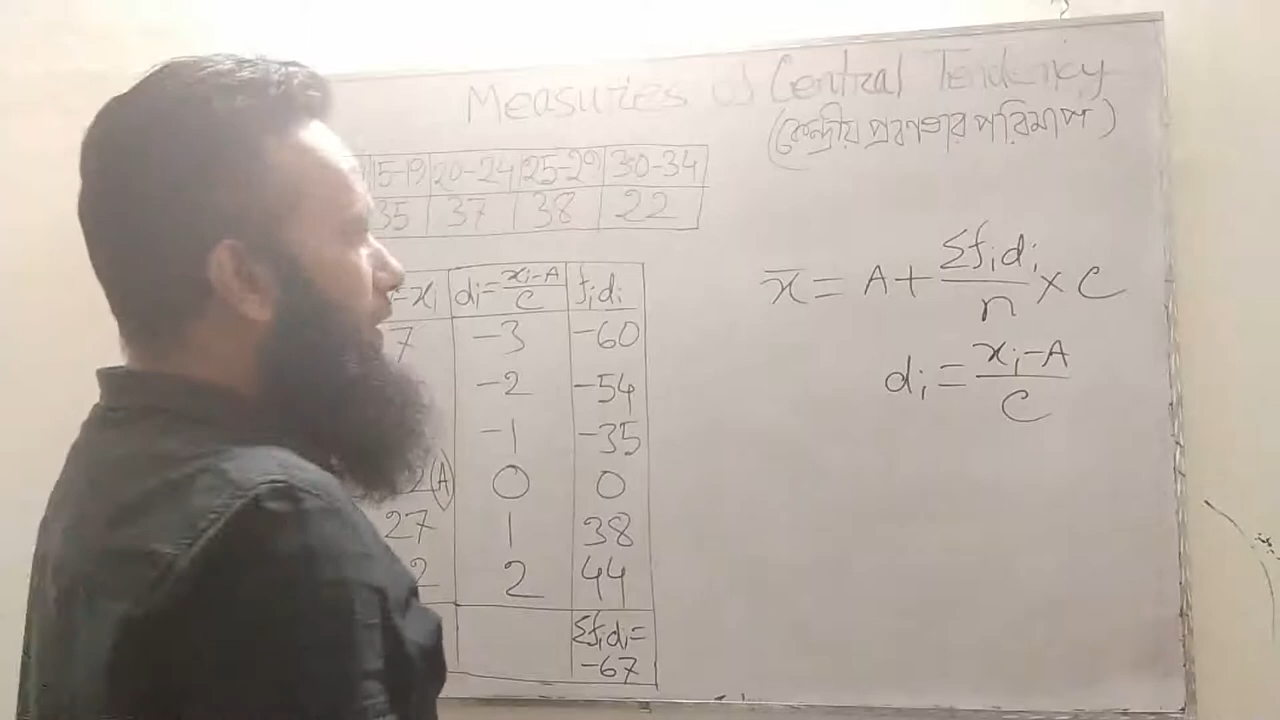 Measures of Central Tendency
(কেন্দ্রীয় প্রবণতার পরিমাপ)
15-19 20-24 25-29 30-34
35 37 38 22
=xᵢ dᵢ=(xᵢ-A)/C fᵢdᵢ
7 -3 -60
-2 -54
-1 -35
2(A) 0 0
27 1 38
2 2 44
Σfᵢdᵢ=
-67
x̄ = A + Σfᵢdᵢ/n × C
dᵢ = (xᵢ-A)/C